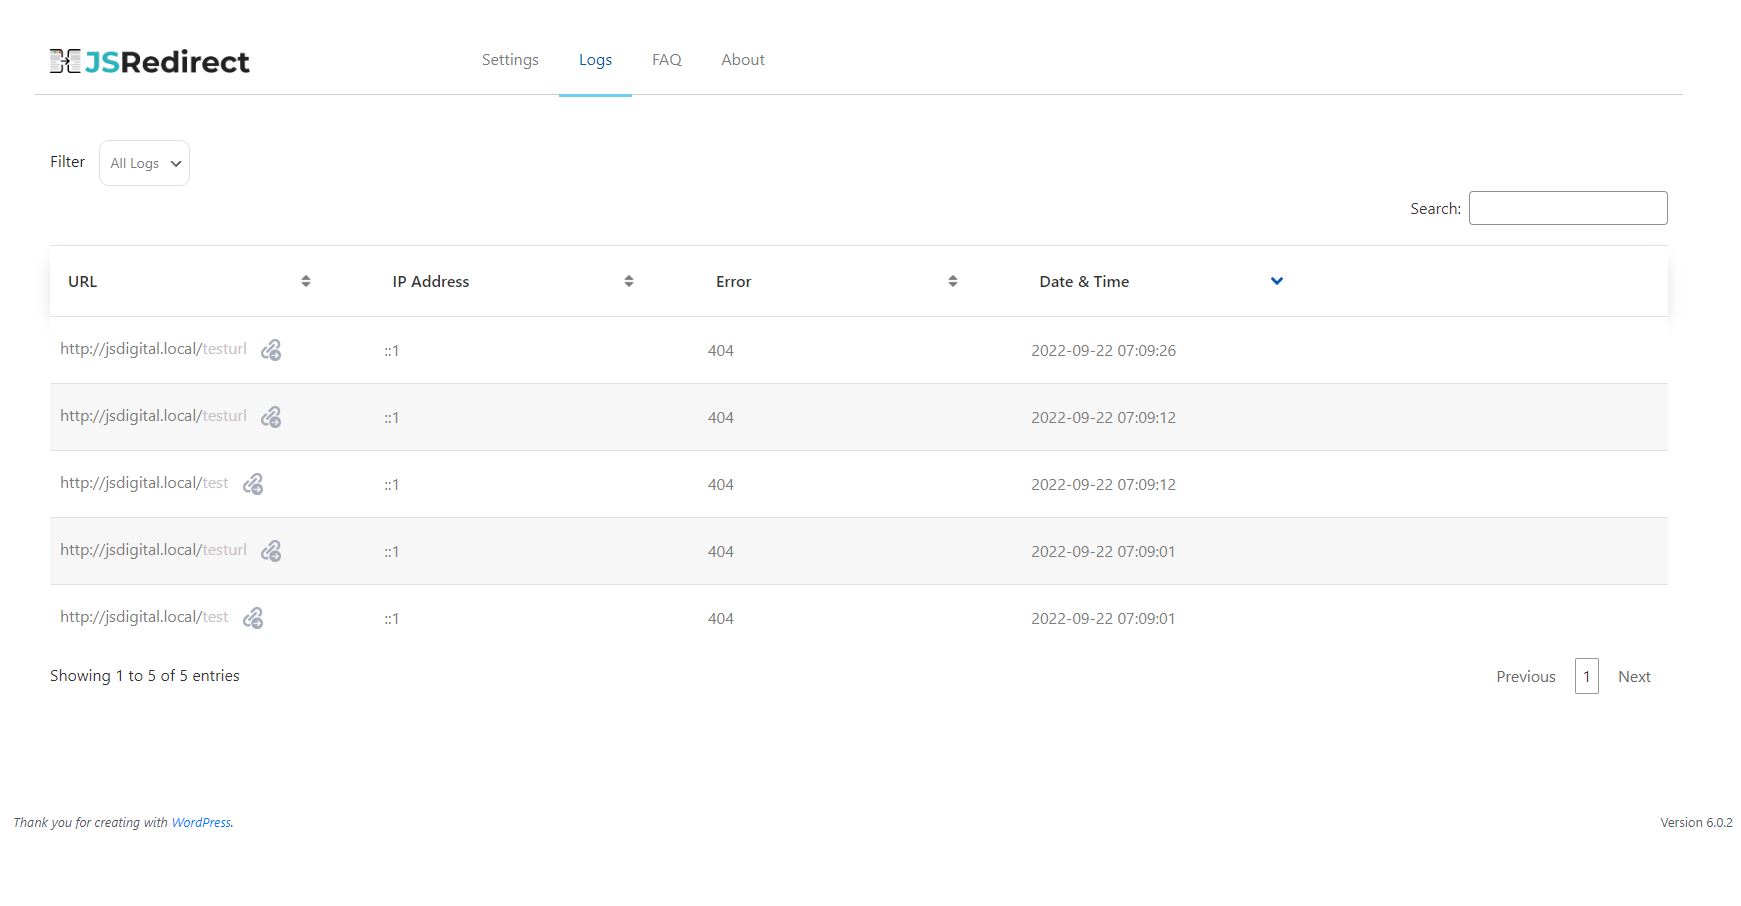 JSRedirect Settings Logs FAQ About
Filter All Logs
Search:
URL IP Address Error Date & Time
http://jsdigital.local/testurl ::1 404 2022-09-22 07:09:26
http://jsdigital.local/testurl ::1 404 2022-09-22 07:09:12
http://jsdigital.local/test ::1 404 2022-09-22 07:09:12
http://jsdigital.local/testurl ::1 404 2022-09-22 07:09:01
http://jsdigital.local/test ::1 404 2022-09-22 07:09:01
Showing 1 to 5 of 5 entries Previous 1 Next
Thank you for creating with WordPress. Version 6.0.2